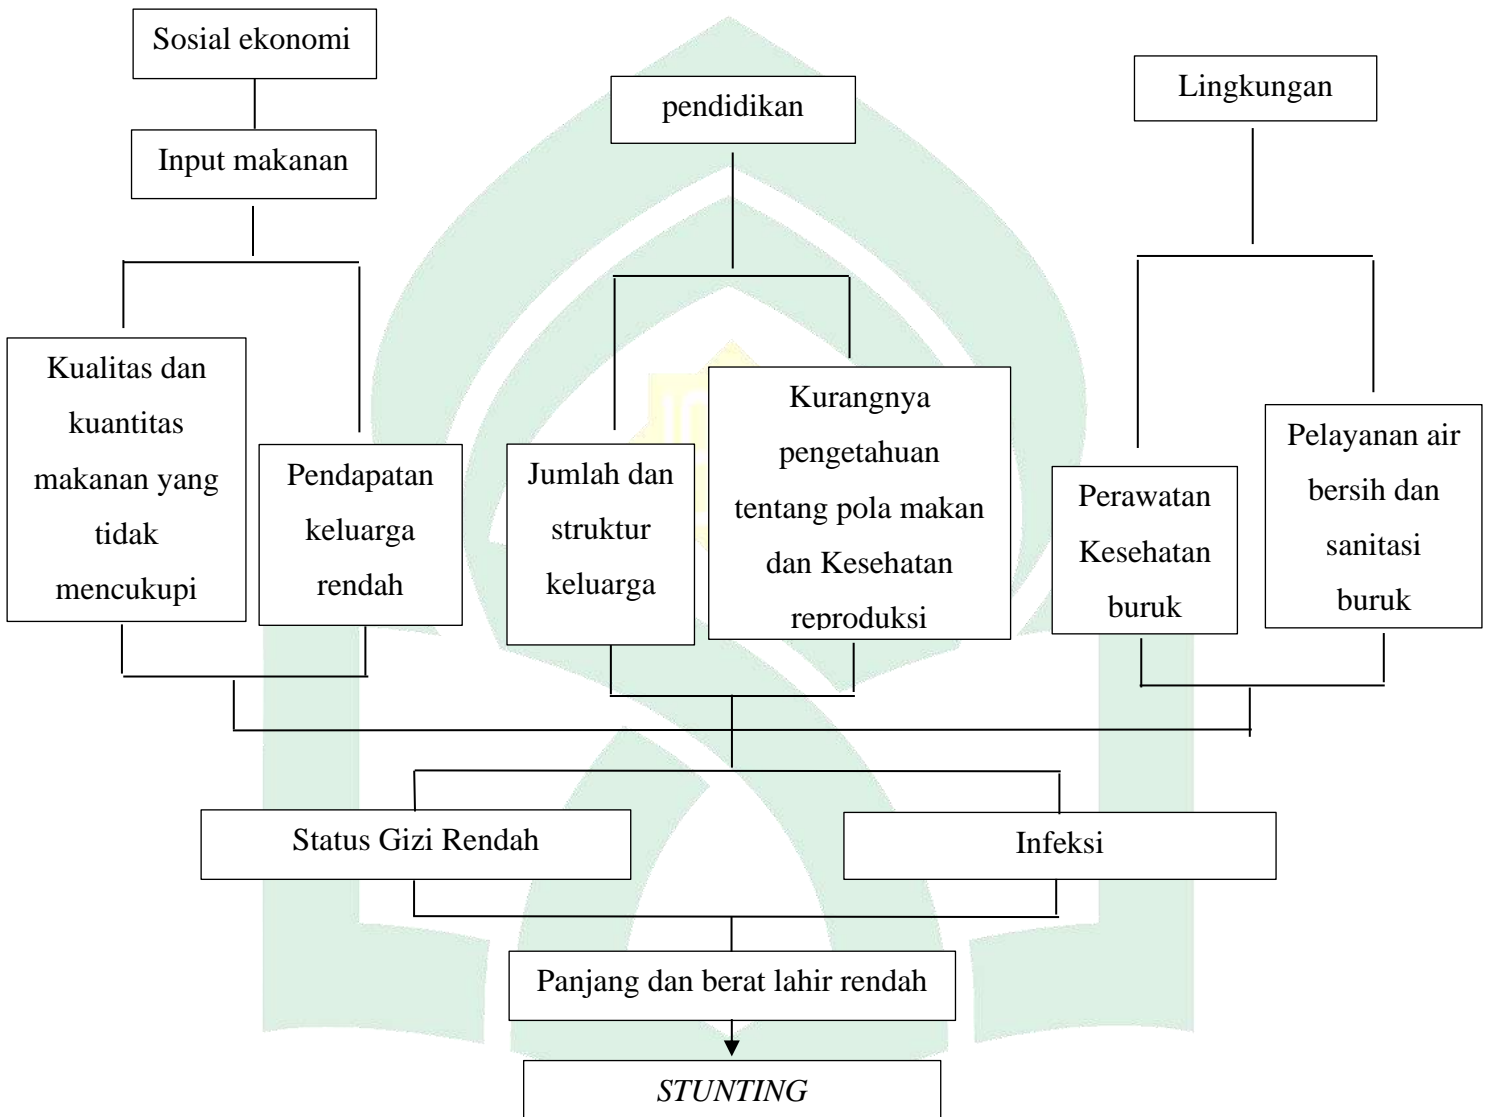 Sosial ekonomi
pendidikan
Lingkungan
Input makanan
Kualitas dan
kuantitas
makanan yang
tidak
mencukupi
Pendapatan
keluarga
rendah
Jumlah dan
struktur
keluarga
Kurangnya
pengetahuan
tentang pola makan
dan Kesehatan
reproduksi
Perawatan
Kesehatan
buruk
Pelayanan air
bersih dan
sanitasi
buruk
Status Gizi Rendah
Infeksi
Panjang dan berat lahir rendah
STUNTING